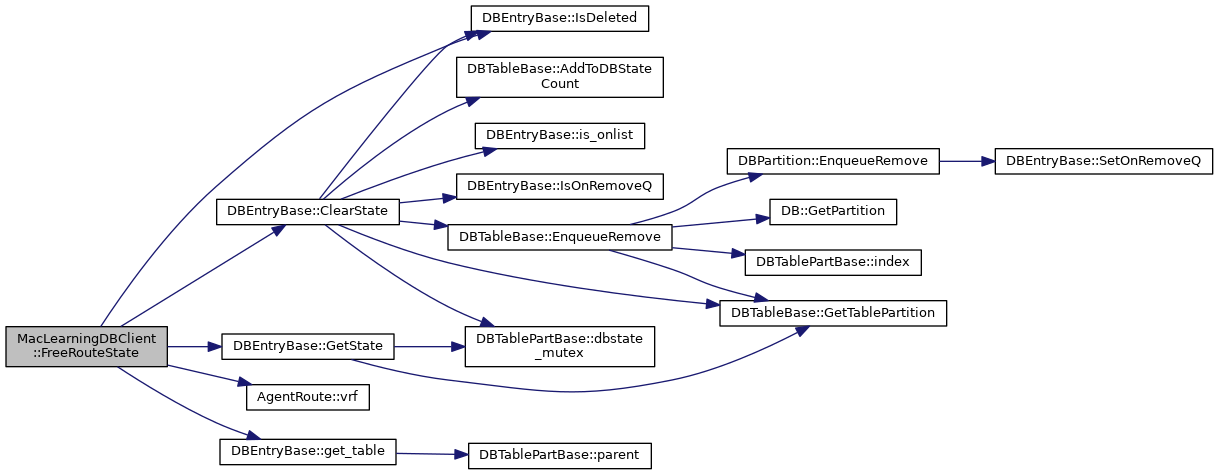 DBEntryBase::IsDeleted
DBTableBase::AddToDBState
Count
DBEntryBase::is_onlist
DBPartition::EnqueueRemove
DBEntryBase::SetOnRemoveQ
DBEntryBase::IsOnRemoveQ
DBEntryBase::ClearState
DB::GetPartition
DBTableBase::EnqueueRemove
DBTablePartBase::index
DBTableBase::GetTablePartition
MacLearningDBClient
::FreeRouteState
DBEntryBase::GetState
DBTablePartBase::dbstate
_mutex
AgentRoute::vrf
DBEntryBase::get_table
DBTablePartBase::parent